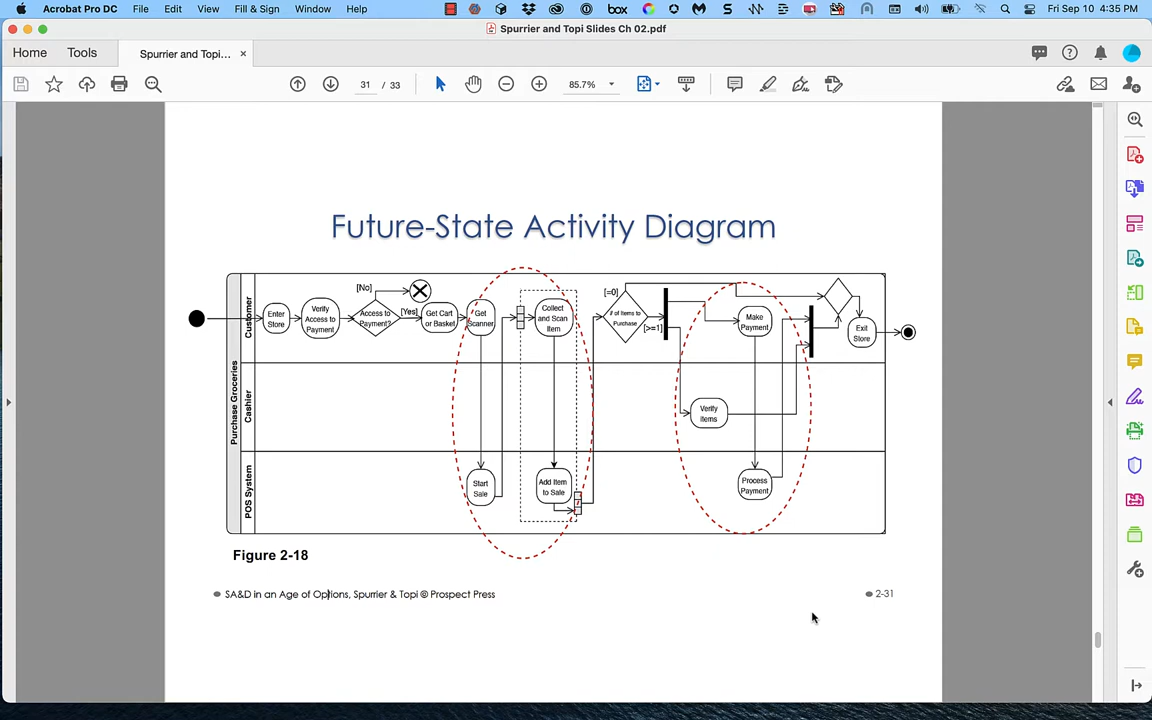 Acrobat Pro DC File Edit View Sign Window Help box Fri Sep 10 4:35 PM
Spurrier and Topi Slides Ch 02.pdf
Home Tools Spurrier and Topi... ×
31 / 33 85.7%
Future-State Activity Diagram
Purchase Groceries
Customer
Enter
Store
Verify
Access to
Payment
[No]
Access to
Payment?
[Yes]
Get Cart
or Basket
Get
Scanner
Collect
and Scan
Item
[=0]
# of Items to
Purchase
[>=1]
Make
Payment
Exit
Store
Cashier
Verify
Items
POS System
Start
Sale
Add Item
to Sale
Process
Payment
Figure 2-18
SA&D in an Age of Options, Spurrier & Topi © Prospect Press
2-31